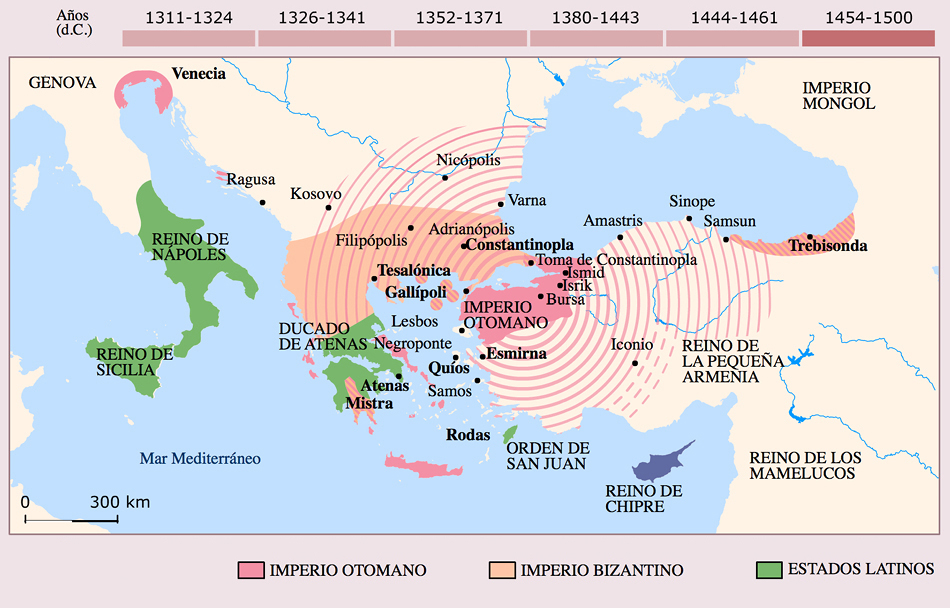 Años
(d.C.)
1311-1324
1326-1341
1352-1371
1380-1443
1444-1461
1454-1500
GENOVA
Venecia
IMPERIO
MONGOL
Nicópolis
Ragusa
Kosovo
Varna
Sinope
Amastris
Samsun
Filipópolis
Adrianópolis
Constantinopla
Trebisonda
REINO DE
NÁPOLES
Toma de Constantinopla
Tesalónica
Ismid
Isrik
Gallípoli
Bursa
IMPERIO
OTOMANO
Lesbos
DUCADO
DE ATENAS
Negroponte
Iconio
REINO DE
LA PEQUEÑA
ARMENIA
REINO DE
SICILIA
Esmirna
Quíos
Atenas
Samos
Mistra
Rodas
ORDEN DE
SAN JUAN
Mar Mediterráneo
REINO DE LOS
MAMELUCOS
REINO DE
CHIPRE
0 300 km
IMPERIO OTOMANO
IMPERIO BIZANTINO
ESTADOS LATINOS